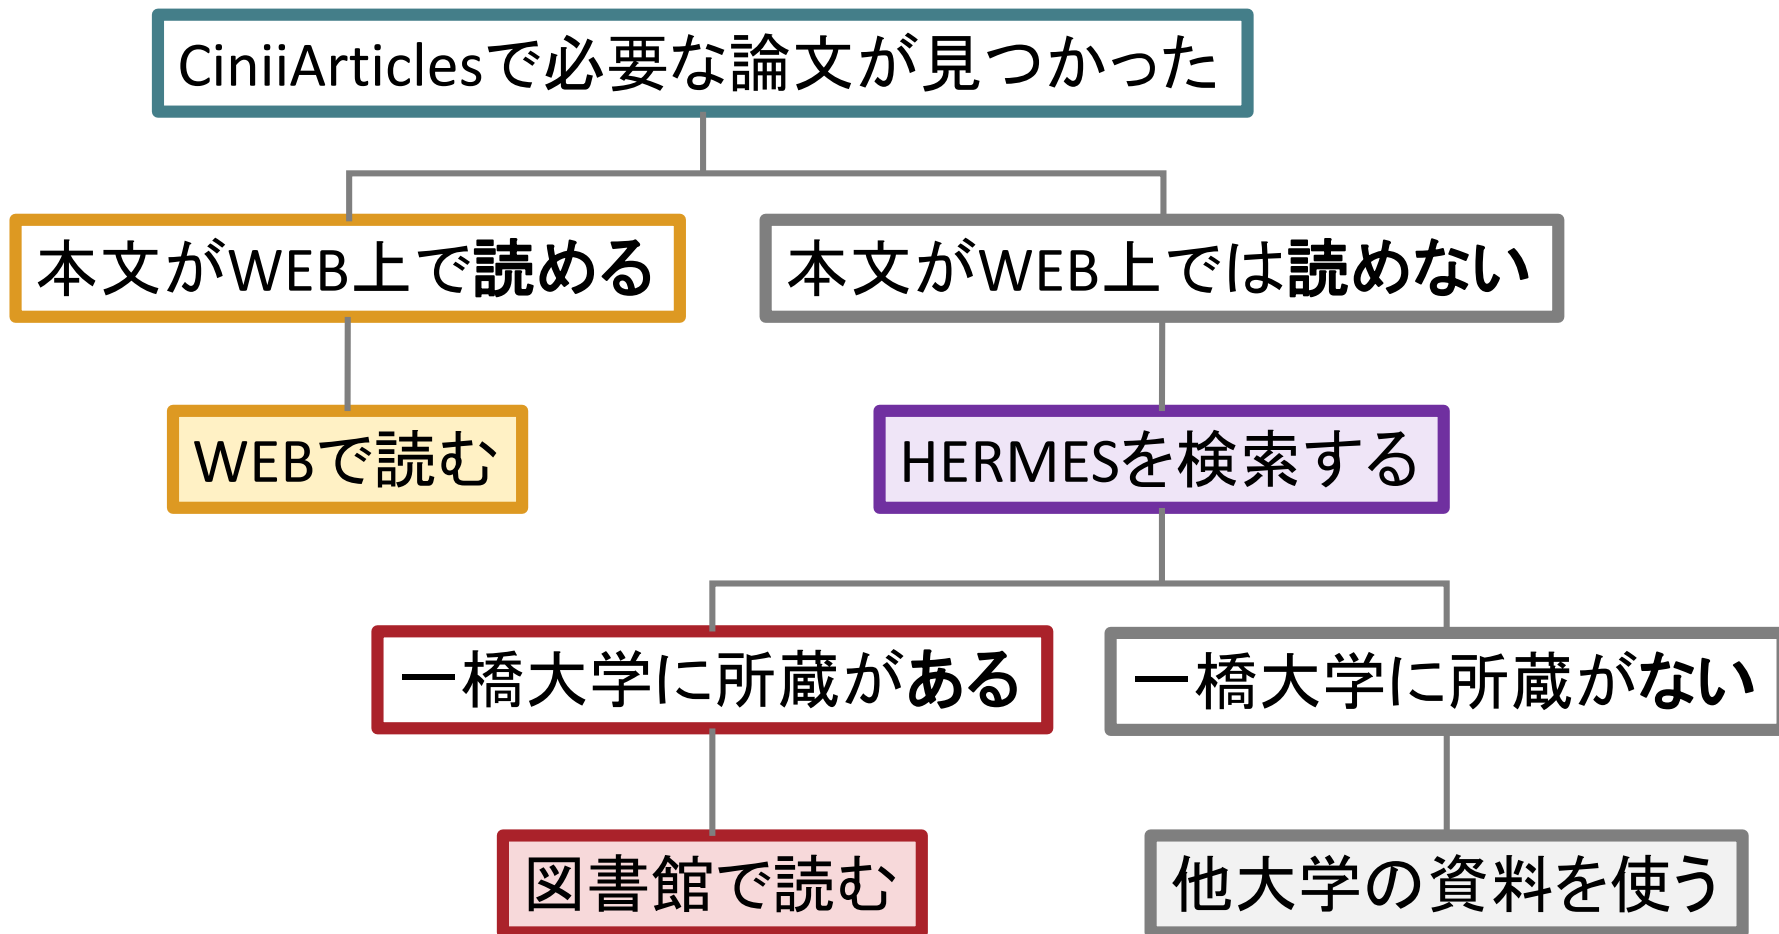 CiniiArticlesで必要な論文が見つかった
本文がWEB上で読める
本文がWEB上では読めない
WEBで読む
HERMESを検索する
一橋大学に所蔵がある
一橋大学に所蔵がない
図書館で読む
他大学の資料を使う